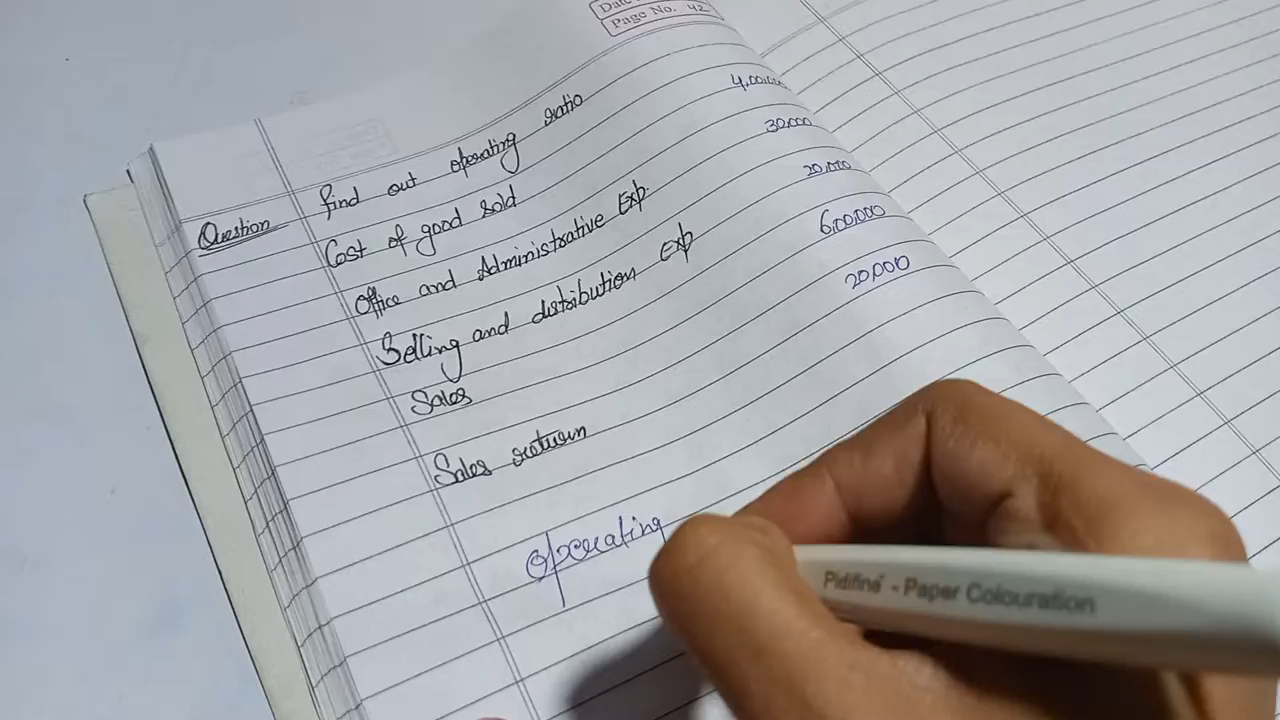 Page No. 42
Question
find out operating ratio
Cost of good sold 4,00,000
Office and Administrative Exp. 30,000
Selling and distribution Exp 20,000
Sales 6,00,000
Sales return 20,000
operating
Pidifine - Paper Colouration